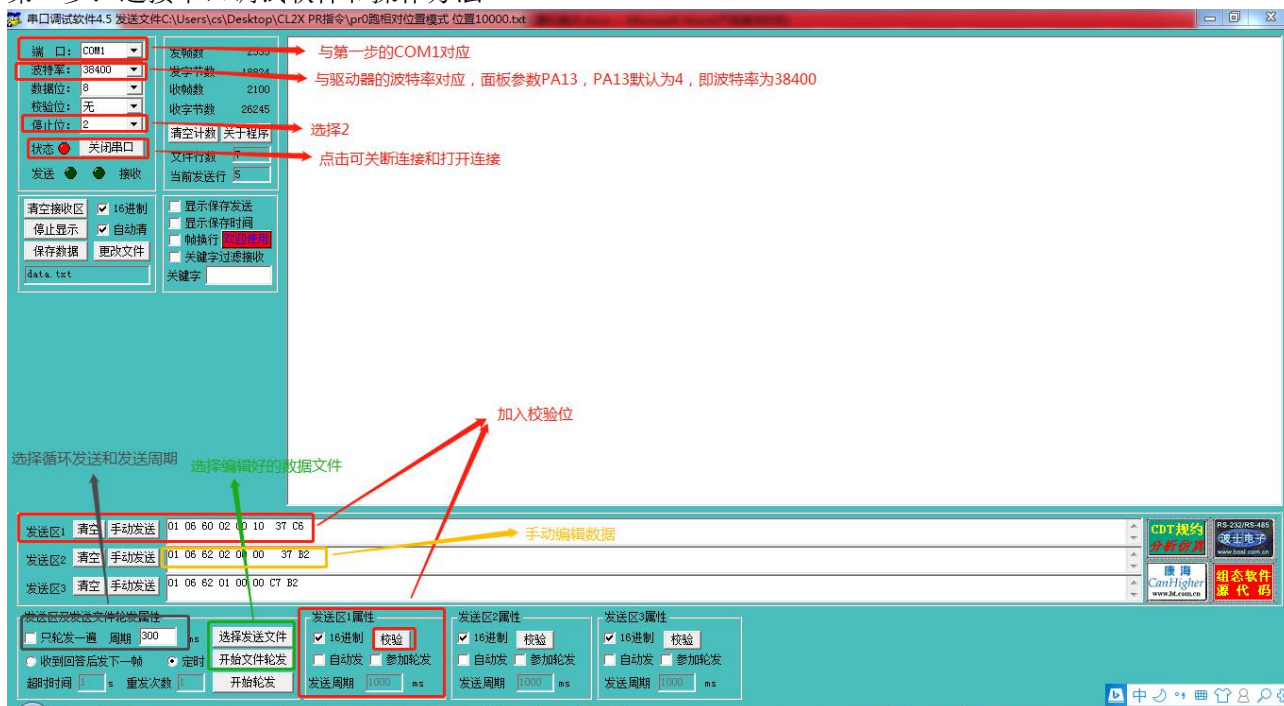 串口调试软件4.5 发送文件C:\Users\cs\Desktop\CL2X PR指令\pr0跑相对位置模式 位置10000.txt
端 口: COM1
波特率: 38400
数据位: 8
校验位: 无
停止位: 2
状态 关闭串口
发送 接收
发帧数 2353
发字节数 18824
收帧数 2100
收字节数 26245
清空计数 关于程序
文件行数 7
当前发送行 5
与第一步的COM1对应
与驱动器的波特率对应，面板参数PA13，PA13默认为4，即波特率为38400
选择2
点击可关断连接和打开连接
清空接收区 16进制
停止显示 自动清
保存数据 更改文件
data.txt
显示保存发送
显示保存时间
帧换行 欢迎使用
关键字过滤接收
关键字
加入校验位
选择循环发送和发送周期
选择编辑好的数据文件
发送区1 清空 手动发送 01 06 60 02 00 10 37 C6
手动编辑数据
发送区2 清空 手动发送 01 06 62 02 00 00 37 B2
发送区3 清空 手动发送 01 06 62 01 00 00 C7 B2
CDT规约
分析仿真
RS-232/RS-485
波士电子
www.bosi.com.cn
康海
CanHigher
www.ht.com.cn
组态软件
源代码
发送区及发送文件轮发属性
只轮发一遍 周期 300 ms 选择发送文件
收到回答后发下一帧 定时 开始文件轮发
超时时间 1 s 重发次数 1 开始轮发
发送区1属性
16进制 校验
自动发 参加轮发
发送周期 1000 ms
发送区2属性
16进制 校验
自动发 参加轮发
发送周期 1000 ms
发送区3属性
16进制 校验
自动发 参加轮发
发送周期 1000 ms
中